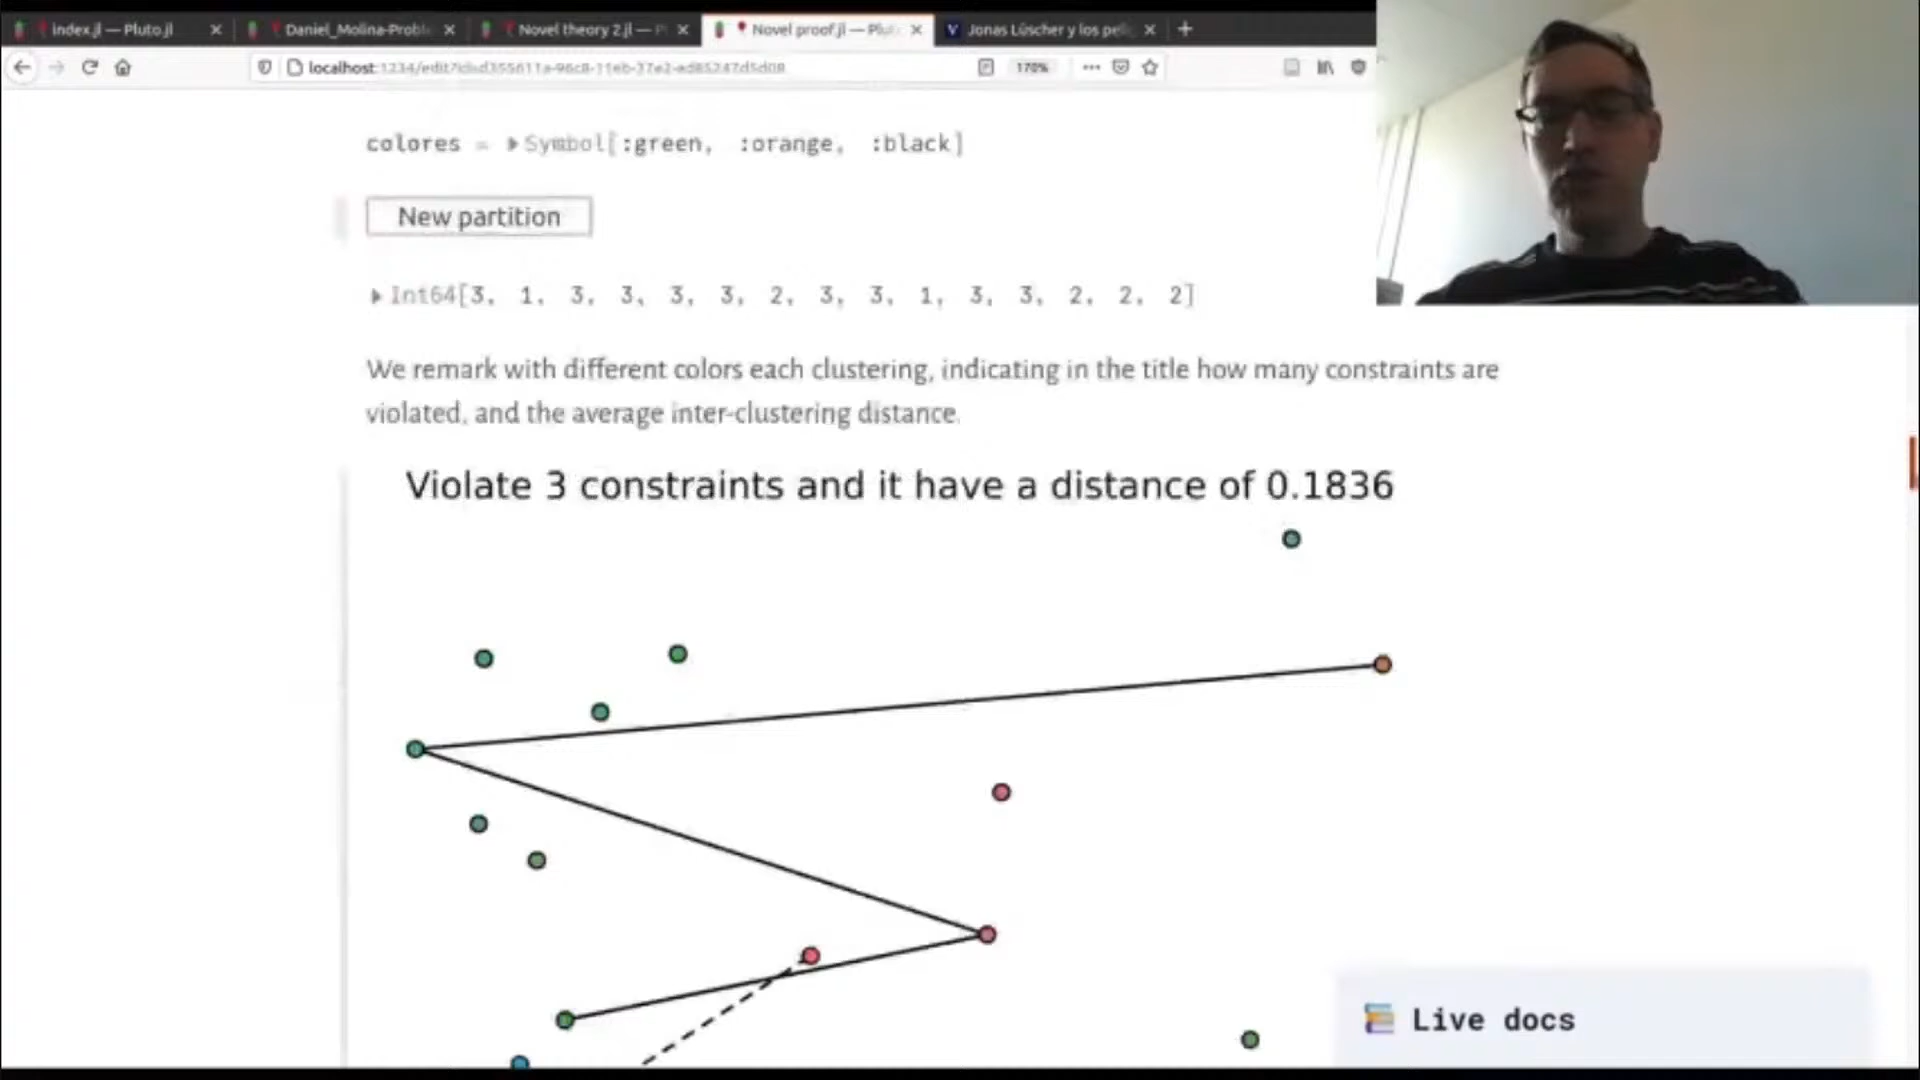 index.jl — Pluto.jl
Daniel_Molina-Proble
Novel theory 2.jl —
Novel proof.jl — Pluto
Jonas Lüscher y los peli
170%
colores = Symbol[:green, :orange, :black]
New partition
Int64[3, 1, 3, 3, 3, 3, 2, 3, 3, 1, 3, 3, 2, 2, 2]
We remark with different colors each clustering, indicating in the title how many constraints are
violated, and the average inter-clustering distance.
Violate 3 constraints and it have a distance of 0.1836
Live docs